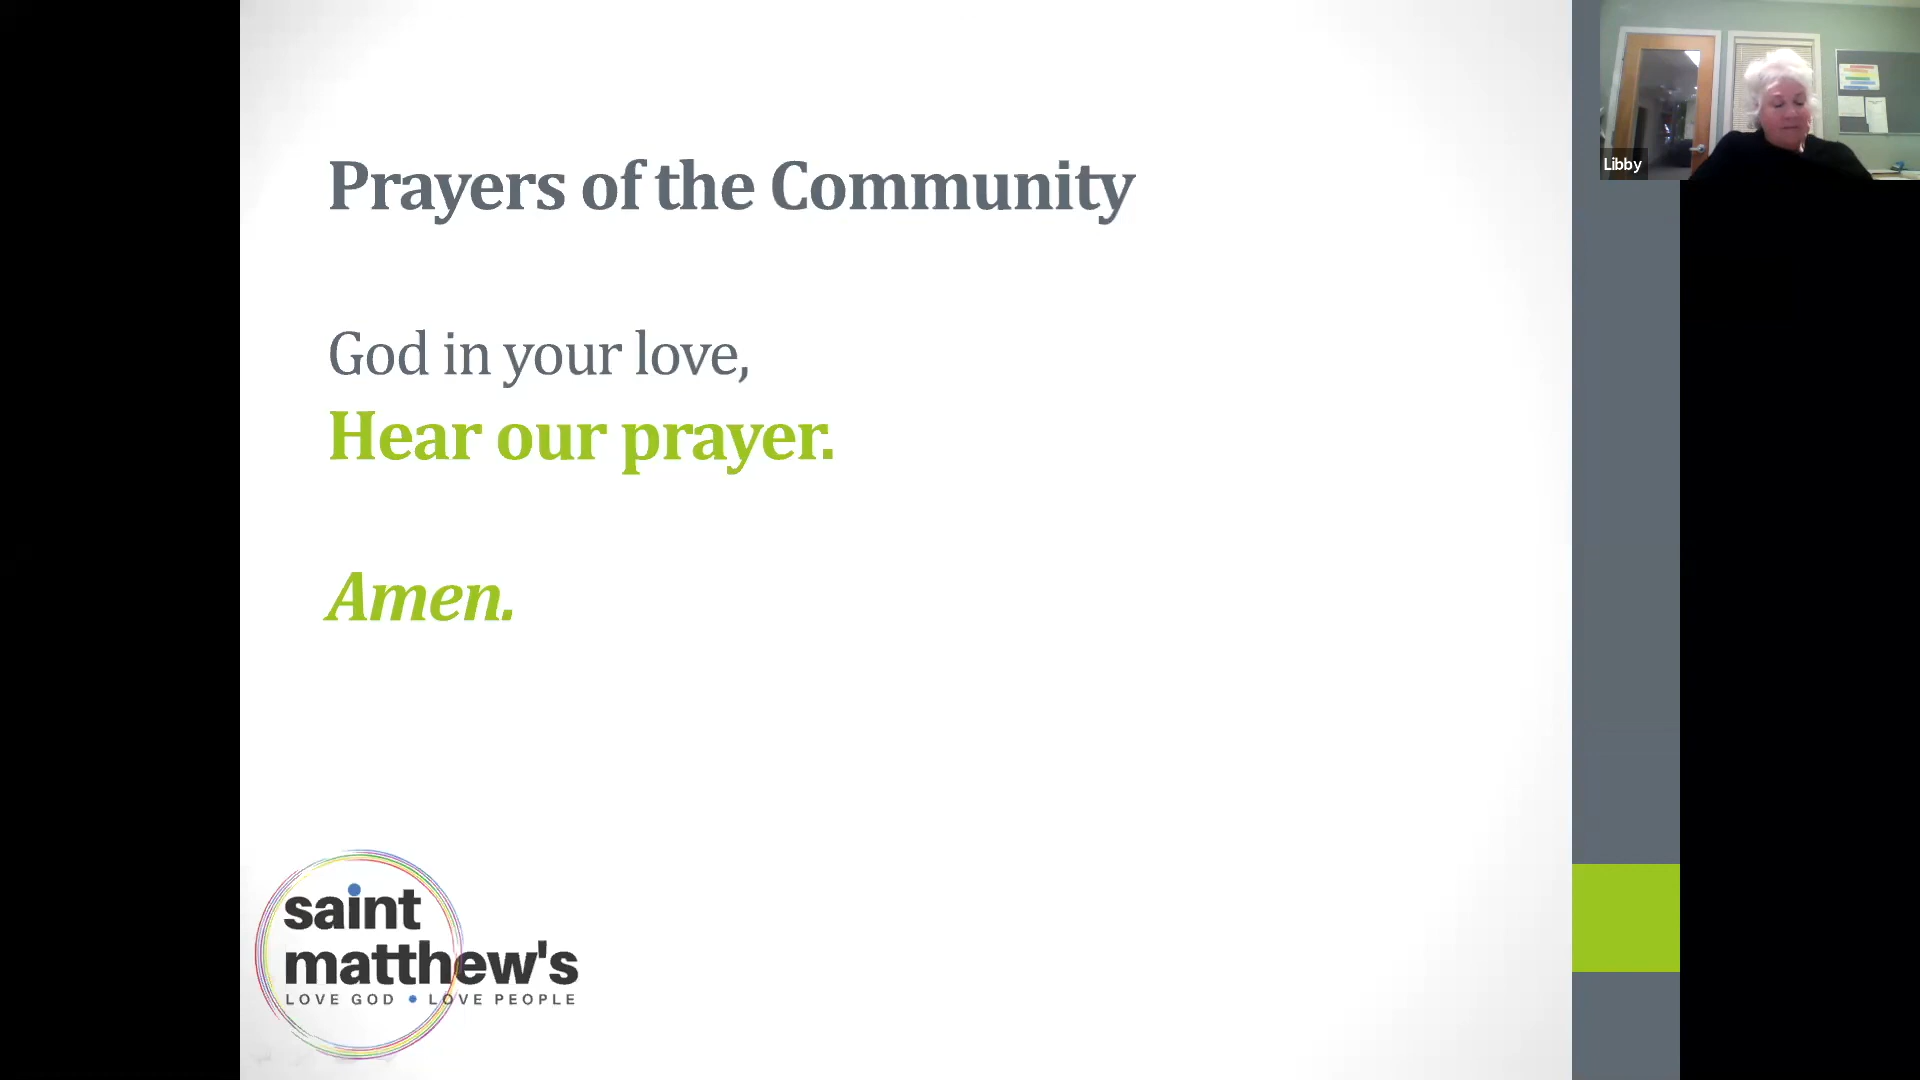 Prayers of the Community
God in your love,
Hear our prayer.
Amen.
saint
matthew's
LOVE GOD • LOVE PEOPLE
Libby